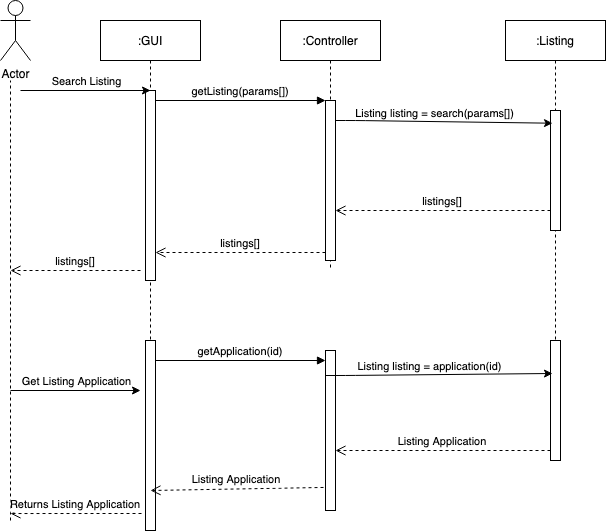 :GUI
:Controller
:Listing
Actor
Search Listing
getListing(params[])
Listing listing = search(params[])
listings[]
listings[]
listings[]
getApplication(id)
Listing listing = application(id)
Get Listing Application
Listing Application
Listing Application
Returns Listing Application